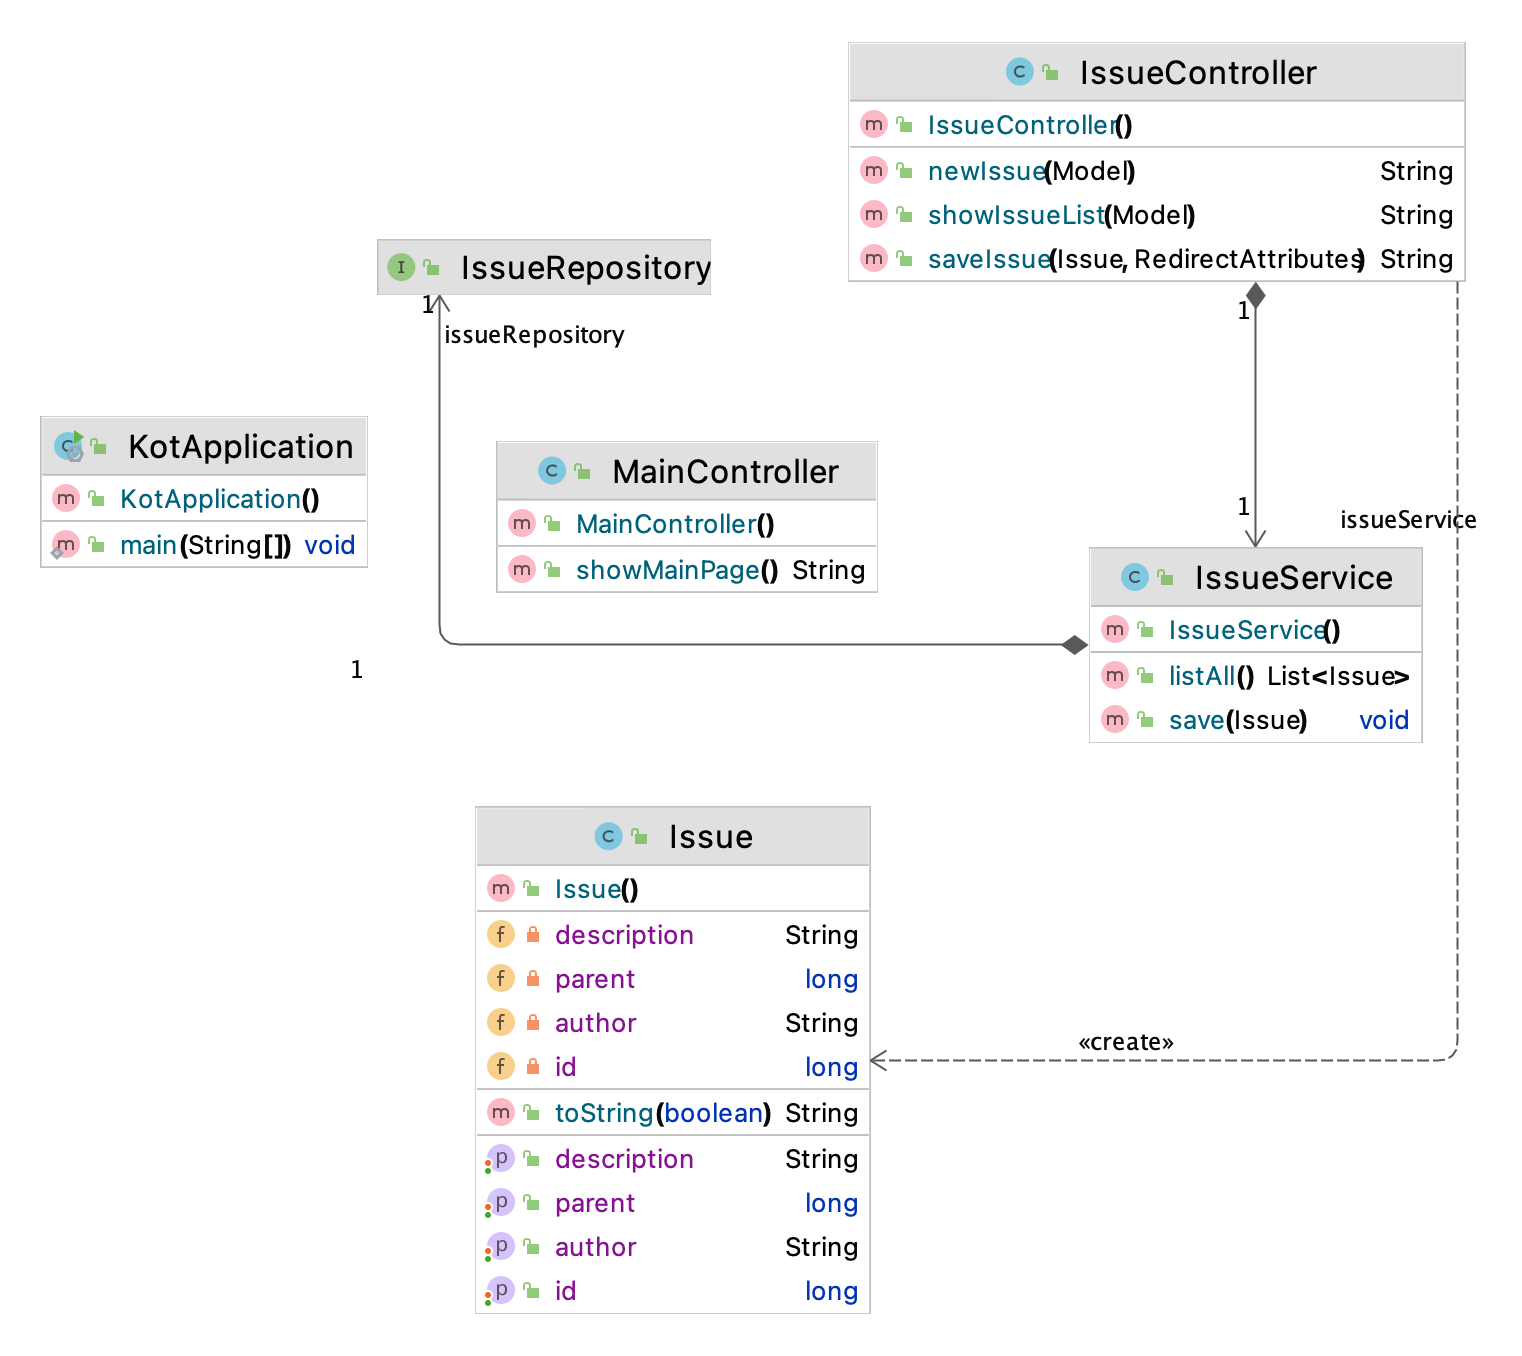 IssueController
IssueController()
newIssue(Model) String
showIssueList(Model) String
saveIssue(Issue, RedirectAttributes) String
IssueRepository
1
issueRepository
1
KotApplication
KotApplication()
main(String[]) void
MainController
MainController()
showMainPage() String
1
issueService
IssueService
IssueService()
listAll() List<Issue>
save(Issue) void
1
Issue
Issue()
description String
parent long
author String
id long
toString(boolean) String
description String
parent long
author String
id long
«create»